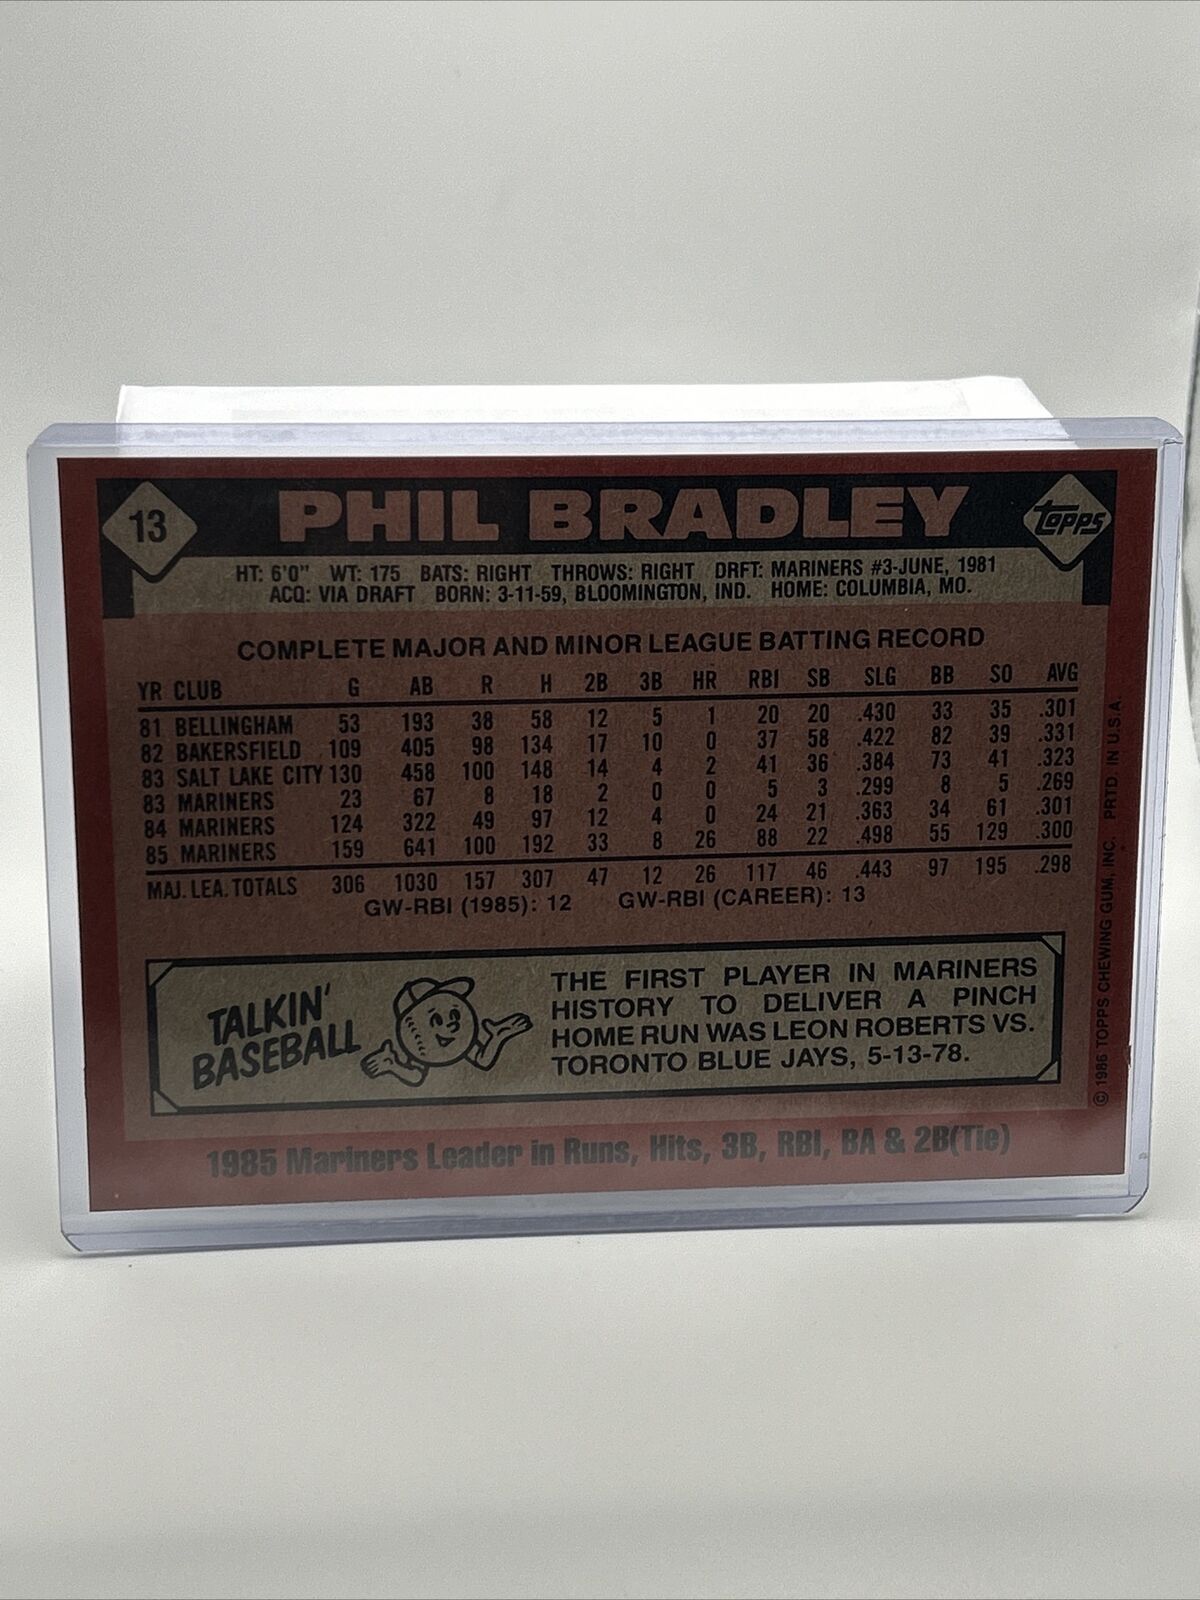 13 PHIL BRADLEY topps
HT: 6'0" WT: 175 BATS: RIGHT THROWS: RIGHT DRFT: MARINERS #3-JUNE, 1981
ACQ: VIA DRAFT BORN: 3-11-59, BLOOMINGTON, IND. HOME: COLUMBIA, MO.
COMPLETE MAJOR AND MINOR LEAGUE BATTING RECORD
YR CLUB G AB R H 2B 3B HR RBI SB SLG BB SO AVG
81 BELLINGHAM 53 193 38 58 12 5 1 20 20 .430 33 35 .301
82 BAKERSFIELD 109 405 98 134 17 10 0 37 58 .422 82 39 .331
83 SALT LAKE CITY 130 458 100 148 14 4 2 41 36 .384 73 41 .323
83 MARINERS 23 67 8 18 2 0 0 5 3 .299 8 5 .269
84 MARINERS 124 322 49 97 12 4 0 24 21 .363 34 61 .301
85 MARINERS 159 641 100 192 33 8 26 88 22 .498 55 129 .300
MAJ. LEA. TOTALS 306 1030 157 307 47 12 26 117 46 .443 97 195 .298
GW-RBI (1985): 12 GW-RBI (CAREER): 13
TALKIN'
BASEBALL
THE FIRST PLAYER IN MARINERS
HISTORY TO DELIVER A PINCH
HOME RUN WAS LEON ROBERTS VS.
TORONTO BLUE JAYS, 5-13-78.
1985 Mariners Leader in Runs, Hits, 3B, RBI, BA & 2B(Tie)
© 1986 TOPPS CHEWING GUM, INC. PRTD. IN U.S.A.